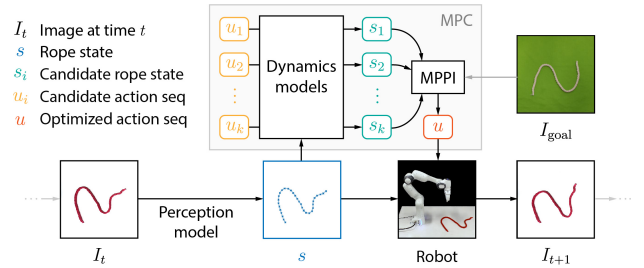 I_t Image at time t
s Rope state
s_i Candidate rope state
u_i Candidate action seq
u Optimized action seq
MPC
u_1
u_2
⋮
u_k
Dynamics
models
s_1
s_2
⋮
s_k
MPPI
u
I_goal
Perception
model
I_t
s
Robot
I_{t+1}